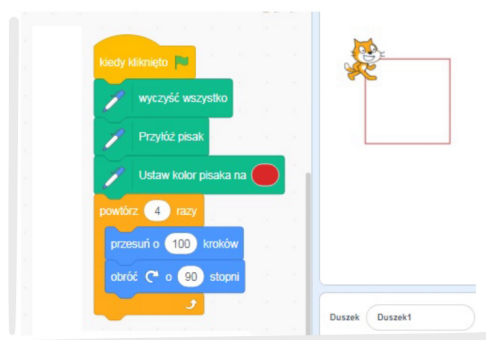 kiedy kliknięto
wyczyść wszystko
Przyłóż pisak
Ustaw kolor pisaka na
powtórz 4 razy
przesuń o 100 kroków
obróć o 90 stopni
Duszek Duszek1